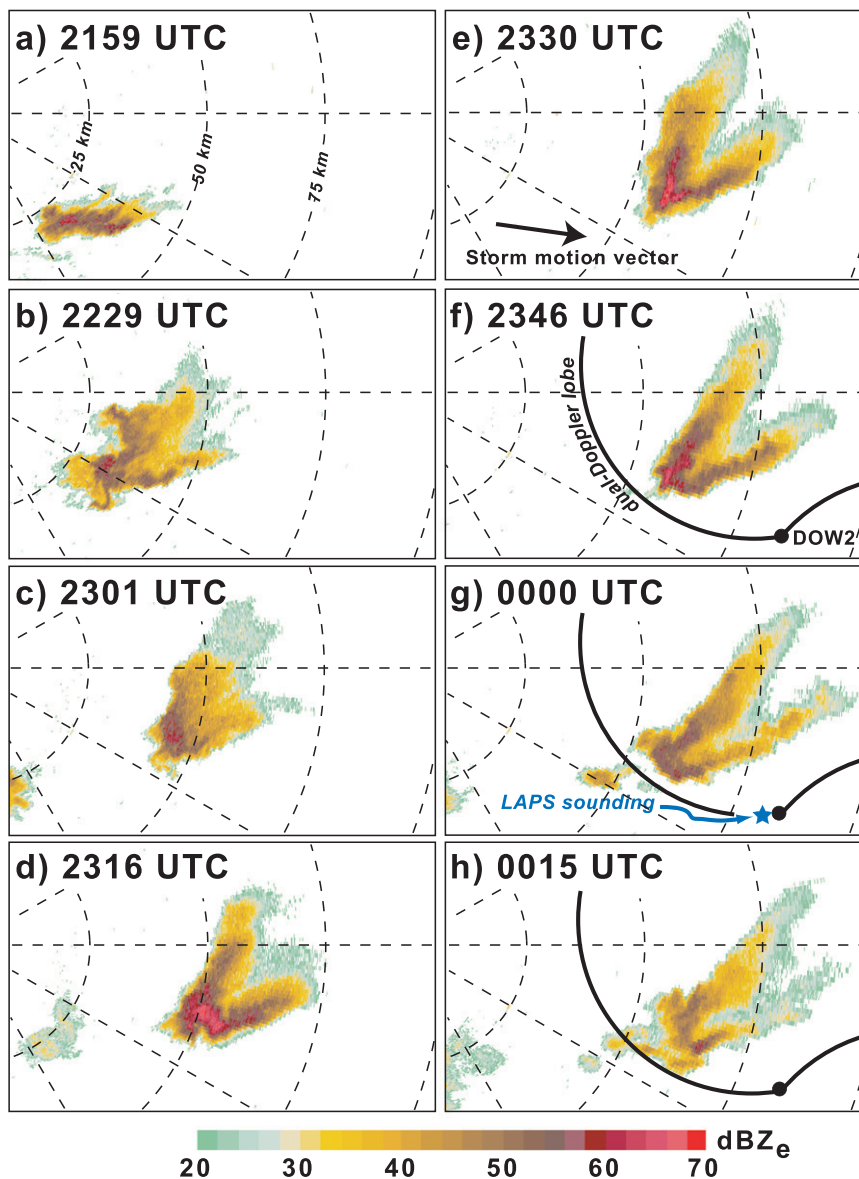 a) 2159 UTC
25 km
50 km
75 km
b) 2229 UTC
c) 2301 UTC
d) 2316 UTC
e) 2330 UTC
Storm motion vector
f) 2346 UTC
dual-Doppler lobe
DOW2
g) 0000 UTC
LAPS sounding
h) 0015 UTC
20 30 40 50 60 70
dBZe